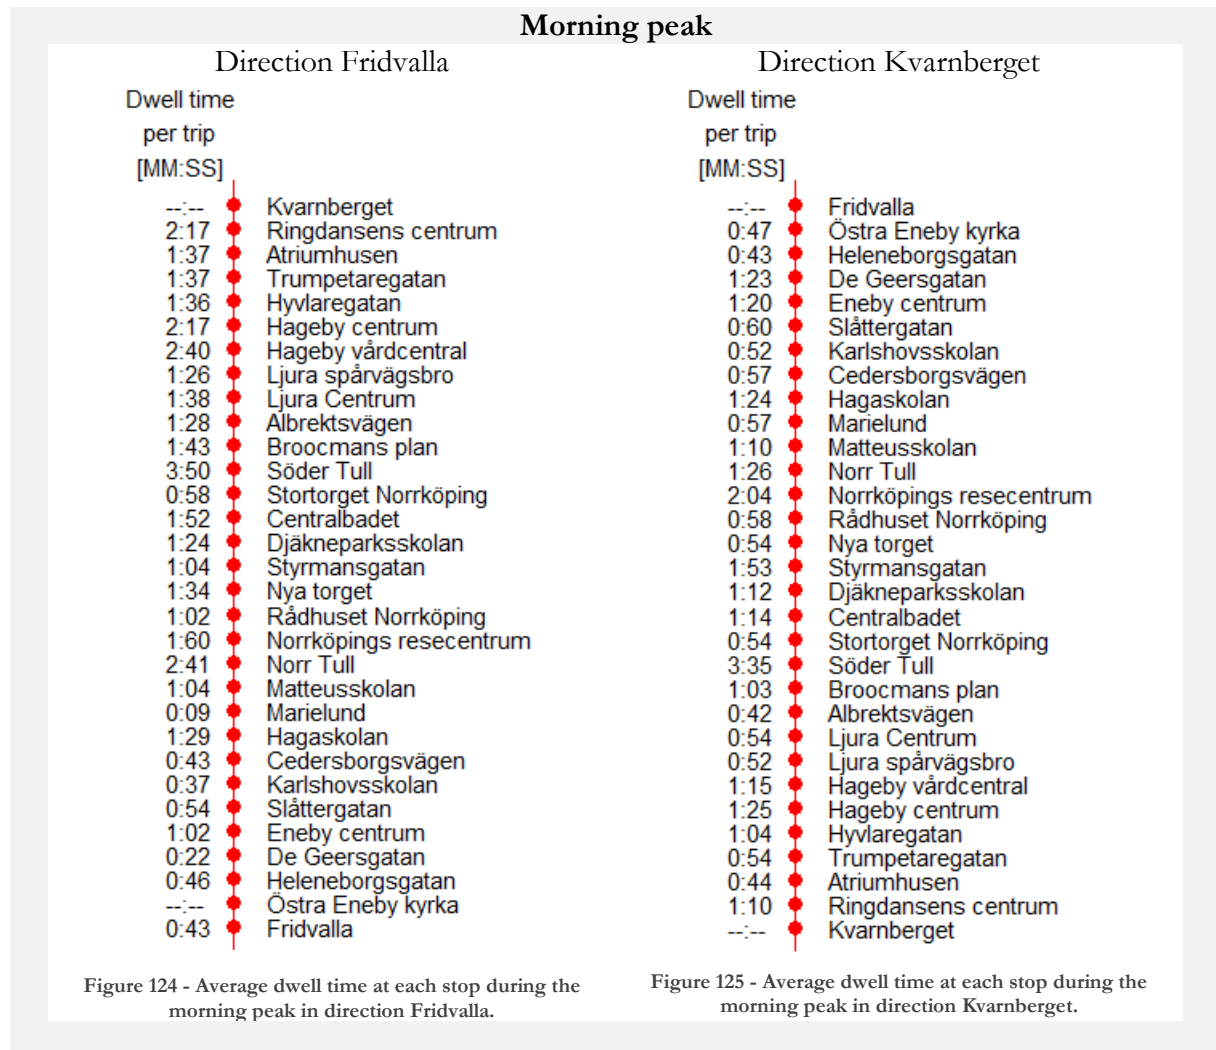 Morning peak
Direction Fridvalla
Dwell time
per trip
[MM:SS]
--:-- Kvarnberget
2:17 Ringdansens centrum
1:37 Atriumhusen
1:37 Trumpetaregatan
1:36 Hyvlaregatan
2:17 Hageby centrum
2:40 Hageby vårdcentral
1:26 Ljura spårvägsbro
1:38 Ljura Centrum
1:28 Albrektsvägen
1:43 Broocmans plan
3:50 Söder Tull
0:58 Stortorget Norrköping
1:52 Centralbadet
1:24 Djäkneparksskolan
1:04 Styrmansgatan
1:34 Nya torget
1:02 Rådhuset Norrköping
1:60 Norrköpings resecentrum
2:41 Norr Tull
1:04 Matteusskolan
0:09 Marielund
1:29 Hagaskolan
0:43 Cedersborgsvägen
0:37 Karlshovsskolan
0:54 Slåttergatan
1:02 Eneby centrum
0:22 De Geersgatan
0:46 Heleneborgsgatan
--:-- Östra Eneby kyrka
0:43 Fridvalla
Figure 124 - Average dwell time at each stop during the
morning peak in direction Fridvalla.
Direction Kvarnberget
Dwell time
per trip
[MM:SS]
--:-- Fridvalla
0:47 Östra Eneby kyrka
0:43 Heleneborgsgatan
1:23 De Geersgatan
1:20 Eneby centrum
0:60 Slåttergatan
0:52 Karlshovsskolan
0:57 Cedersborgsvägen
1:24 Hagaskolan
0:57 Marielund
1:10 Matteusskolan
1:26 Norr Tull
2:04 Norrköpings resecentrum
0:58 Rådhuset Norrköping
0:54 Nya torget
1:53 Styrmansgatan
1:12 Djäkneparksskolan
1:14 Centralbadet
0:54 Stortorget Norrköping
3:35 Söder Tull
1:03 Broocmans plan
0:42 Albrektsvägen
0:54 Ljura Centrum
0:52 Ljura spårvägsbro
1:15 Hageby vårdcentral
1:25 Hageby centrum
1:04 Hyvlaregatan
0:54 Trumpetaregatan
0:44 Atriumhusen
1:10 Ringdansens centrum
--:-- Kvarnberget
Figure 125 - Average dwell time at each stop during the
morning peak in direction Kvarnberget.